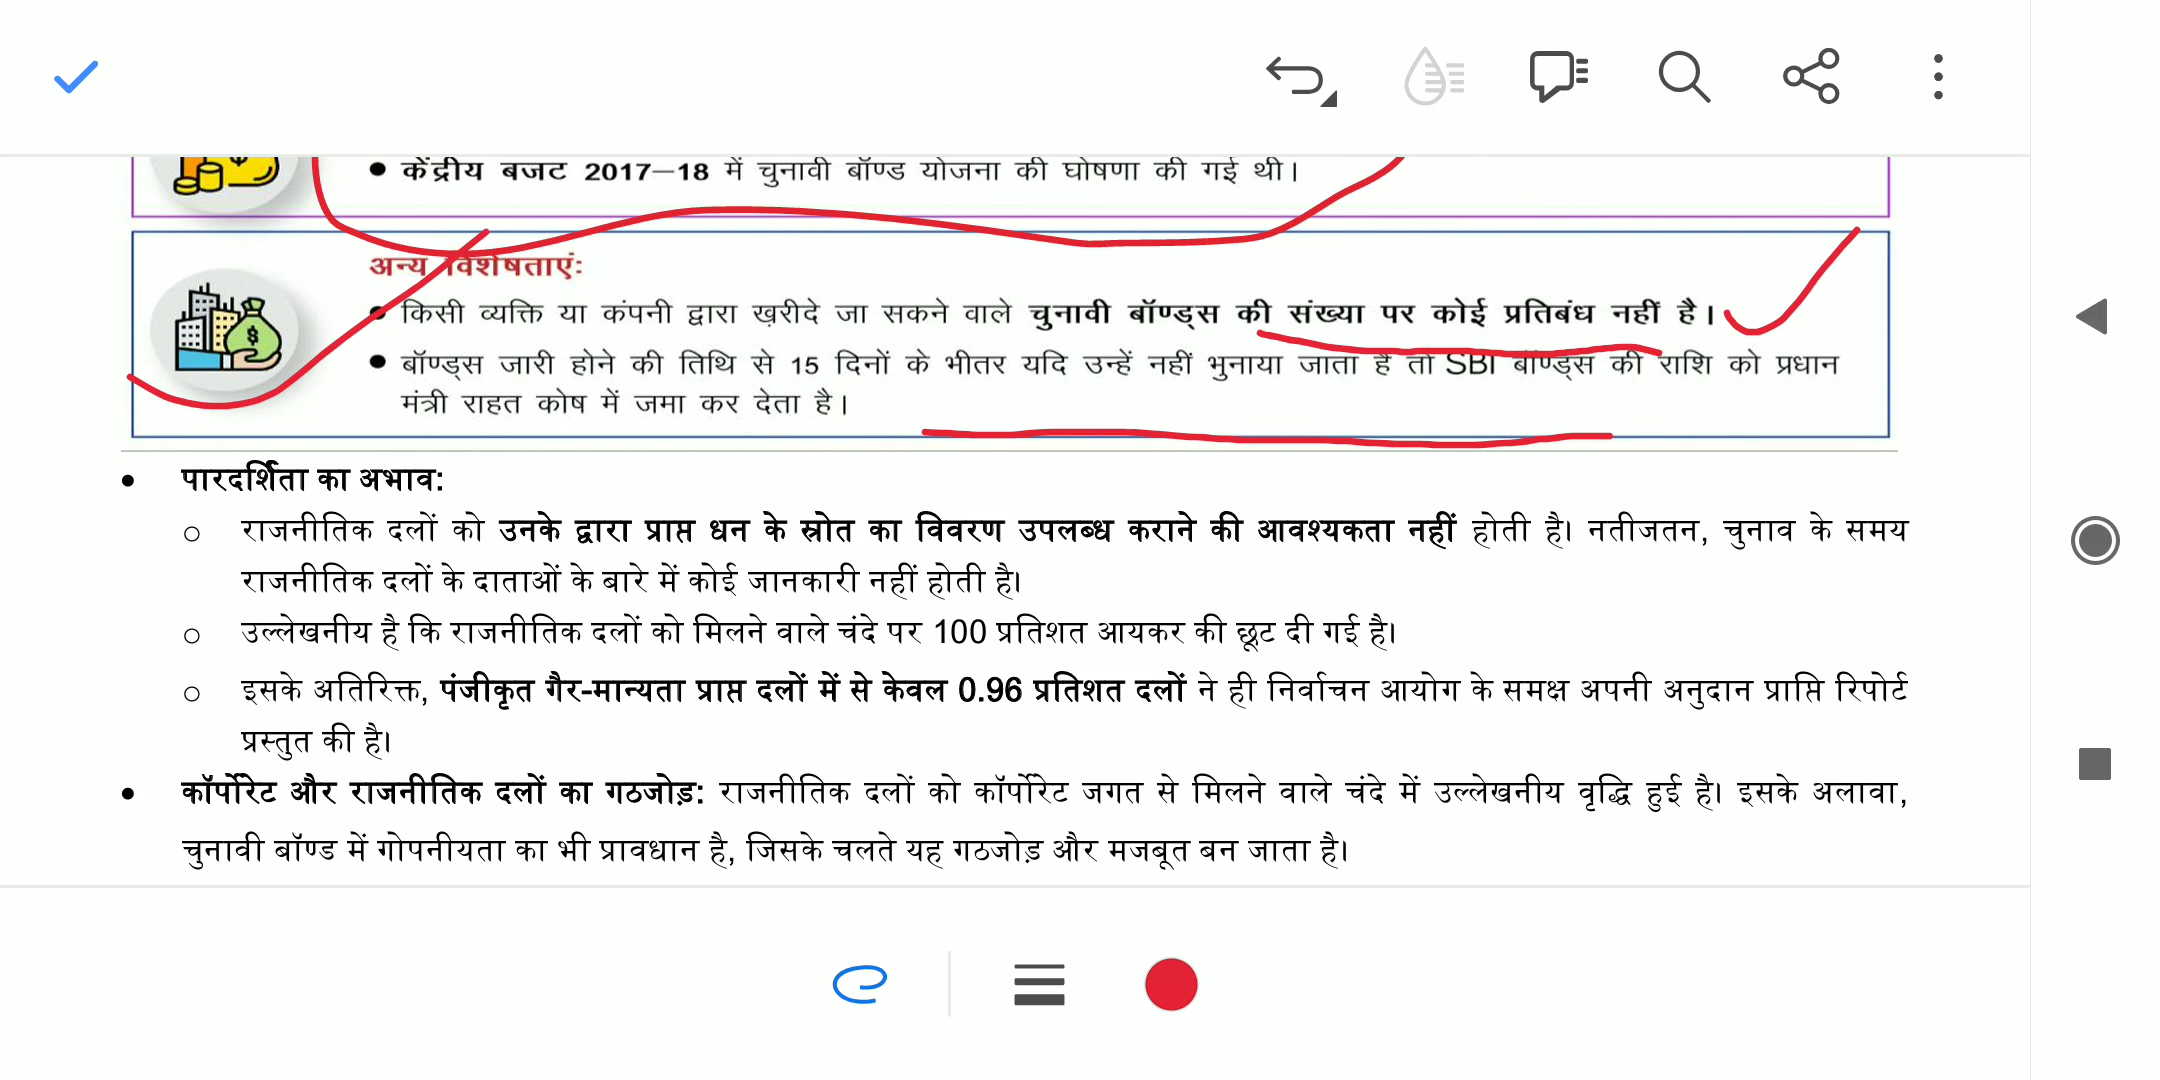 • केंद्रीय बजट 2017–18 में चुनावी बॉण्ड योजना की घोषणा की गई थी।
अन्य विशेषताएं:
• किसी व्यक्ति या कंपनी द्वारा ख़रीदे जा सकने वाले चुनावी बॉण्ड्स की संख्या पर कोई प्रतिबंध नहीं है।
• बॉण्ड्स जारी होने की तिथि से 15 दिनों के भीतर यदि उन्हें नहीं भुनाया जाता है तो SBI बॉण्ड्स की राशि को प्रधान
मंत्री राहत कोष में जमा कर देता है।
• पारदर्शिता का अभाव:
○ राजनीतिक दलों को उनके द्वारा प्राप्त धन के स्रोत का विवरण उपलब्ध कराने की आवश्यकता नहीं होती है। नतीजतन, चुनाव के समय
राजनीतिक दलों के दाताओं के बारे में कोई जानकारी नहीं होती है।
○ उल्लेखनीय है कि राजनीतिक दलों को मिलने वाले चंदे पर 100 प्रतिशत आयकर की छूट दी गई है।
○ इसके अतिरिक्त, पंजीकृत गैर-मान्यता प्राप्त दलों में से केवल 0.96 प्रतिशत दलों ने ही निर्वाचन आयोग के समक्ष अपनी अनुदान प्राप्ति रिपोर्ट
प्रस्तुत की है।
• कॉर्पोरेट और राजनीतिक दलों का गठजोड़: राजनीतिक दलों को कॉर्पोरेट जगत से मिलने वाले चंदे में उल्लेखनीय वृद्धि हुई है। इसके अलावा,
चुनावी बॉण्ड में गोपनीयता का भी प्रावधान है, जिसके चलते यह गठजोड़ और मजबूत बन जाता है।